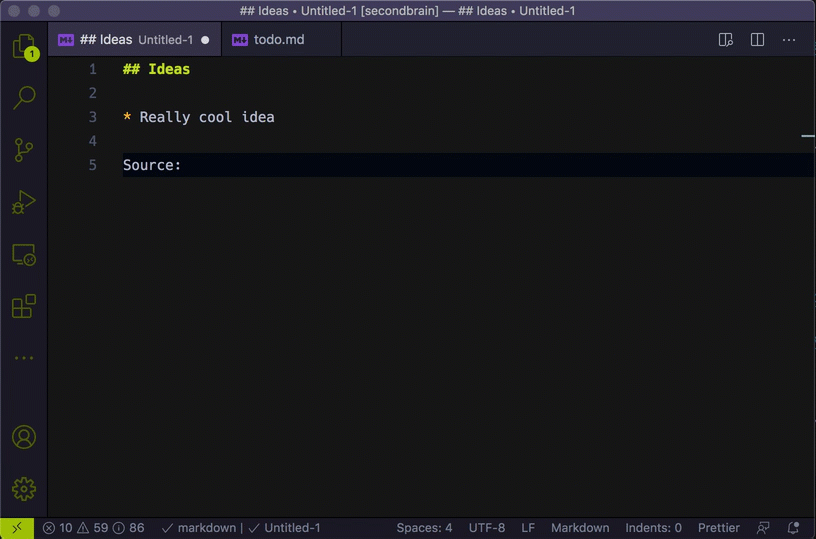 ## Ideas • Untitled-1 [secondbrain] — ## Ideas • Untitled-1
## Ideas Untitled-1 ●
todo.md
1
1 ## Ideas
2
3 * Really cool idea
4
5 Source:
10 59 86 markdown | Untitled-1 Spaces: 4 UTF-8 LF Markdown Indents: 0 Prettier